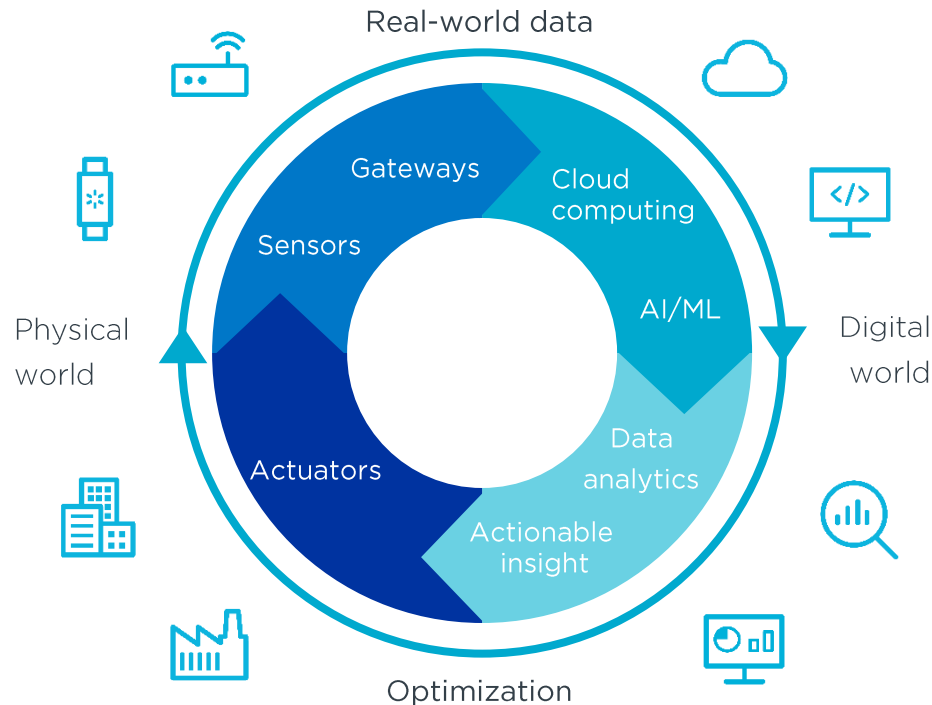 Real-world data
Gateways
Cloud
computing
Sensors
</>
AI/ML
Physical
world
Digital
world
Data
analytics
Actuators
Actionable
insight
Optimization